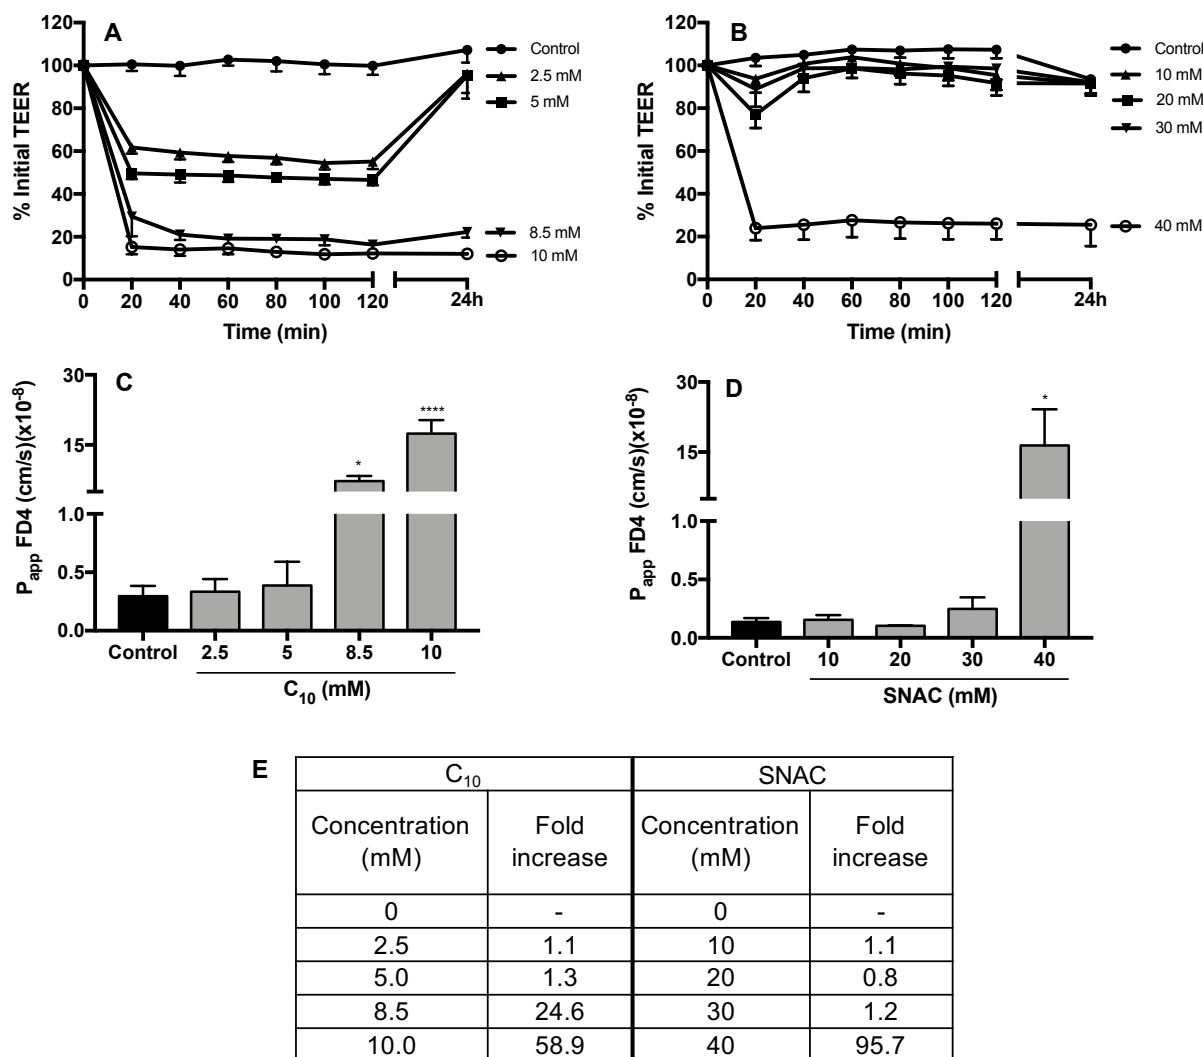 A
120
100
80
60
40
20
0
% Initial TEER
0 20 40 60 80 100 120 24h
Time (min)
Control
2.5 mM
5 mM
8.5 mM
10 mM
B
120
100
80
60
40
20
0
% Initial TEER
0 20 40 60 80 100 120 24h
Time (min)
Control
10 mM
20 mM
30 mM
40 mM
C
30
15
1.0
0.5
0.0
Papp FD4 (cm/s)(x10-8)
*
****
Control 2.5 5 8.5 10
C10 (mM)
D
30
15
1.0
0.5
0.0
Papp FD4 (cm/s)(x10-8)
*
Control 10 20 30 40
SNAC (mM)
E
C10 SNAC
Concentration Fold Concentration Fold
(mM) increase (mM) increase
0 - 0 -
2.5 1.1 10 1.1
5.0 1.3 20 0.8
8.5 24.6 30 1.2
10.0 58.9 40 95.7